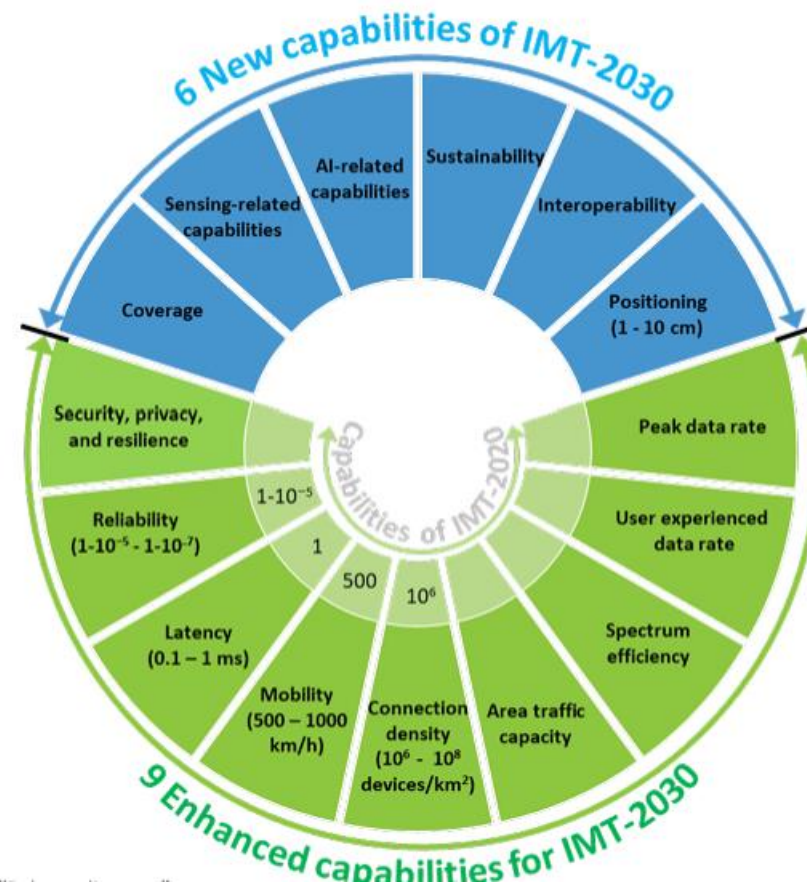 6 New capabilities of IMT-2030
Coverage
Sensing-related
capabilities
AI-related
capabilities
Sustainability
Interoperability
Positioning
(1 - 10 cm)
Security, privacy,
and resilience
Reliability
(1-10⁻⁵ - 1-10⁻⁷)
Latency
(0.1 – 1 ms)
Mobility
(500 – 1000
km/h)
Connection
density
(10⁶ - 10⁸
devices/km²)
Area traffic
capacity
Spectrum
efficiency
User experienced
data rate
Peak data rate
1-10⁻⁵
1
500
10⁶
Capabilities of IMT-2020
9 Enhanced capabilities for IMT-2030